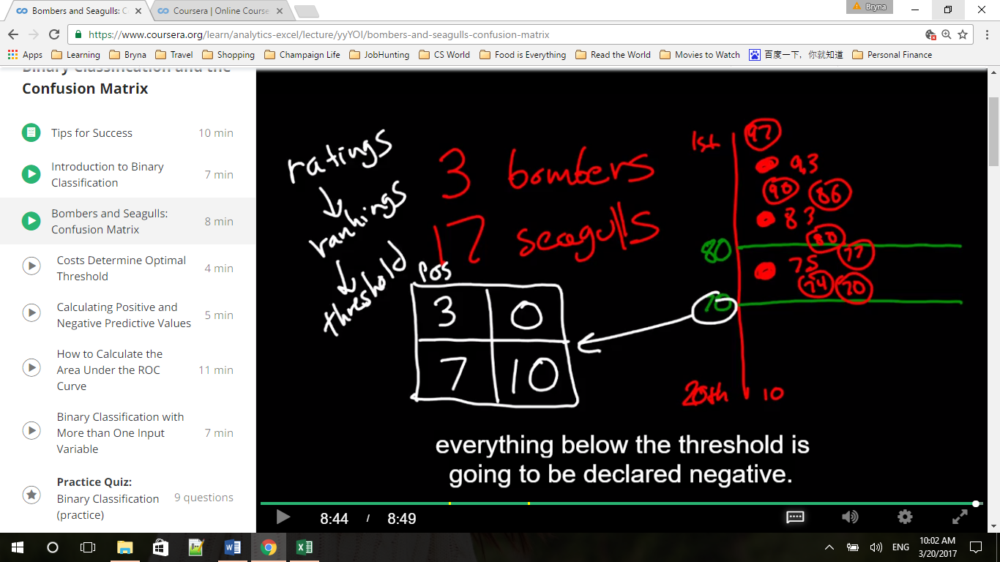 Bombers and Seagulls: C
Coursera | Online Course
Bryna
https://www.coursera.org/learn/analytics-excel/lecture/yyYOl/bombers-and-seagulls-confusion-matrix
Apps Learning Bryna Travel Shopping Champaign Life JobHunting CS World Food is Everything Read the World Movies to Watch 百度一下，你就知道 Personal Finance
Binary Classification and the
Confusion Matrix
Tips for Success 10 min
Introduction to Binary
Classification 7 min
Bombers and Seagulls:
Confusion Matrix 8 min
Costs Determine Optimal
Threshold 4 min
Calculating Positive and
Negative Predictive Values 5 min
How to Calculate the
Area Under the ROC
Curve 11 min
Binary Classification with
More than One Input
Variable 7 min
Practice Quiz:
Binary Classification
(practice) 9 questions
ratings
rankings
threshold
3 bombers
17 seagulls
Pos
3 0
7 10
1st 97
93
90 86
83
80 80
77
75
74 70
70
20th 10
everything below the threshold is
going to be declared negative.
8:44 / 8:49
ENG
10:02 AM
3/20/2017